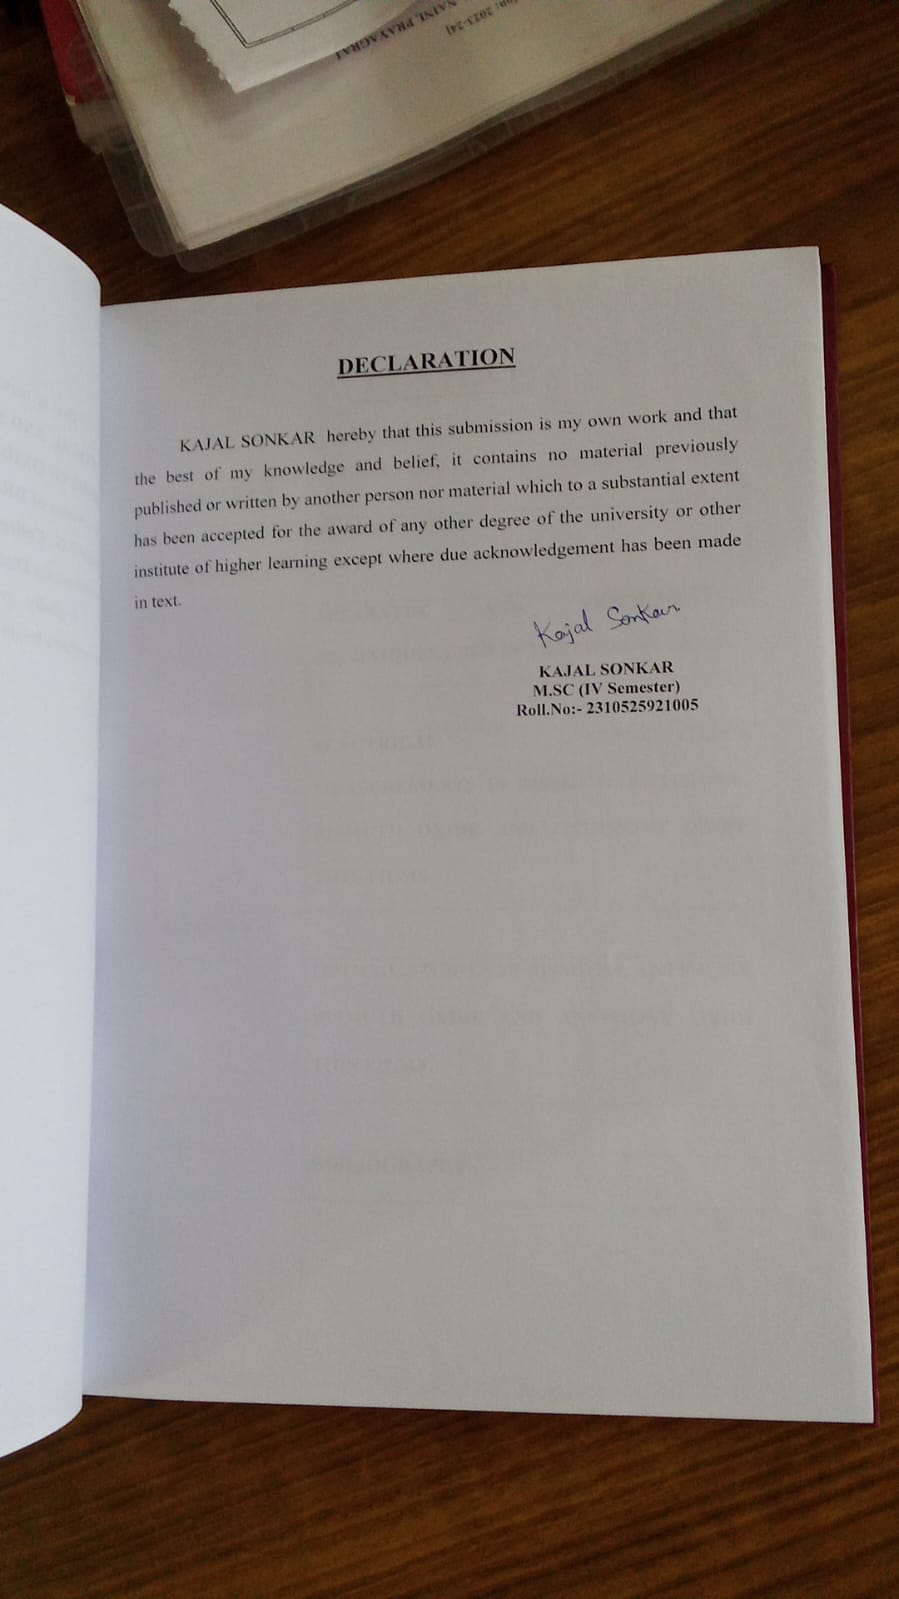 NAINI, PRAYAGRAJ
2023-24)
DECLARATION
KAJAL SONKAR hereby that this submission is my own work and that
the best of my knowledge and belief, it contains no material previously
published or written by another person nor material which to a substantial extent
has been accepted for the award of any other degree of the university or other
institute of higher learning except where due acknowledgement has been made
in text.
Kajal Sonkar
KAJAL SONKAR
M.SC (IV Semester)
Roll.No:- 2310525921005